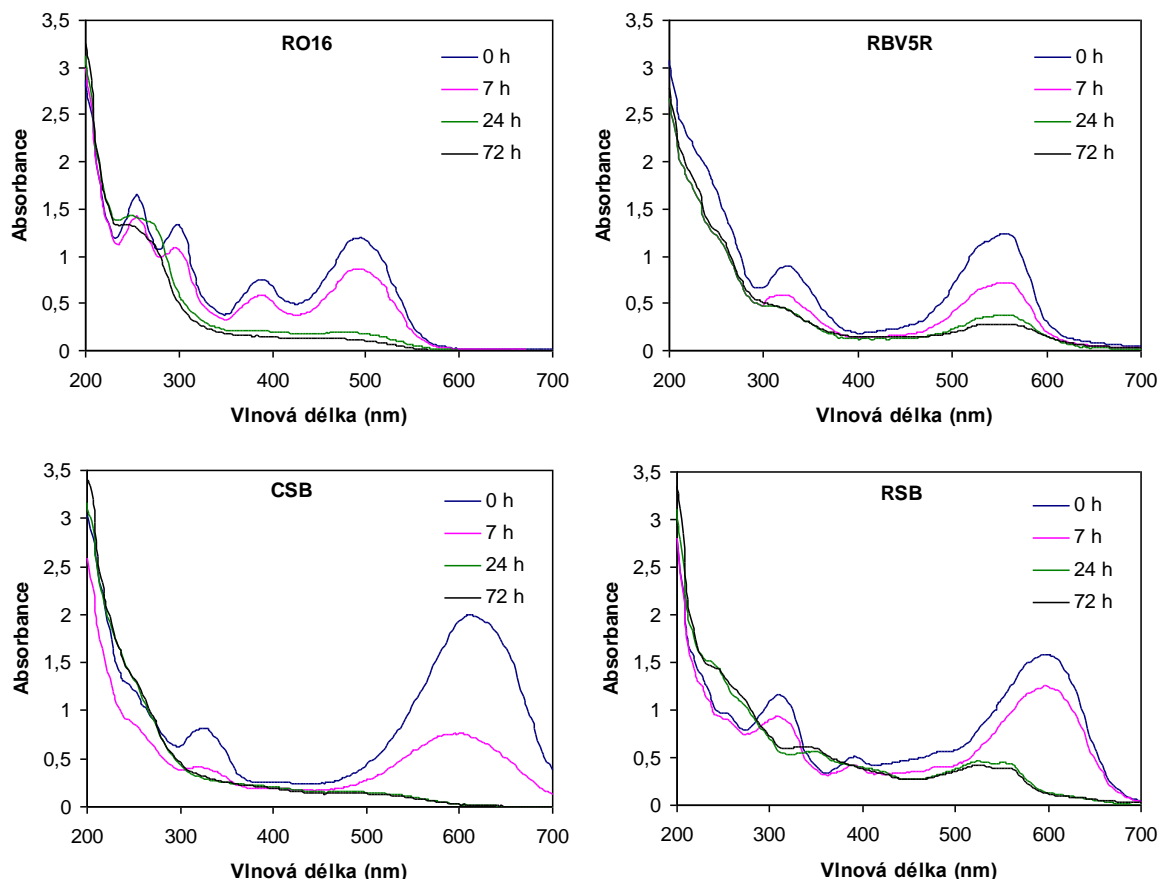 RO16
0 h
7 h
24 h
72 h
Absorbance
3,5
3
2,5
2
1,5
1
0,5
0
200 300 400 500 600 700
Vlnová délka (nm)
RBV5R
0 h
7 h
24 h
72 h
Absorbance
3,5
3
2,5
2
1,5
1
0,5
0
200 300 400 500 600 700
Vlnová délka (nm)
CSB
0 h
7 h
24 h
72 h
Absorbance
3,5
3
2,5
2
1,5
1
0,5
0
200 300 400 500 600 700
Vlnová délka (nm)
RSB
0 h
7 h
24 h
72 h
Absorbance
3,5
3
2,5
2
1,5
1
0,5
0
200 300 400 500 600 700
Vlnová délka (nm)